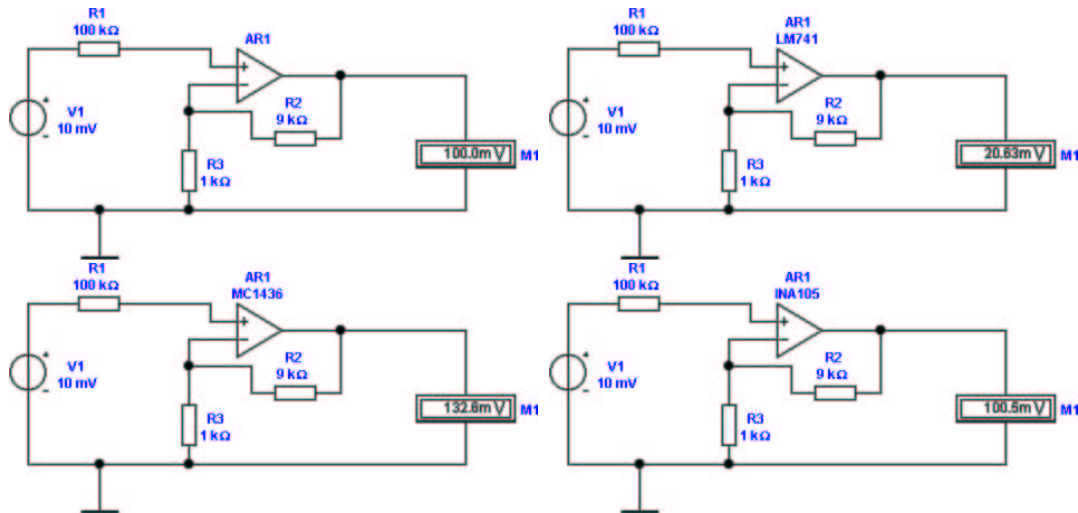 R1
100 kΩ
AR1
V1
10 mV
R2
9 kΩ
R3
1 kΩ
100.0m V
M1
R1
100 kΩ
AR1
LM741
V1
10 mV
R2
9 kΩ
R3
1 kΩ
20.63m V
M1
R1
100 kΩ
AR1
MC1436
V1
10 mV
R2
9 kΩ
R3
1 kΩ
132.6m V
M1
R1
100 kΩ
AR1
INA105
V1
10 mV
R2
9 kΩ
R3
1 kΩ
100.5m V
M1